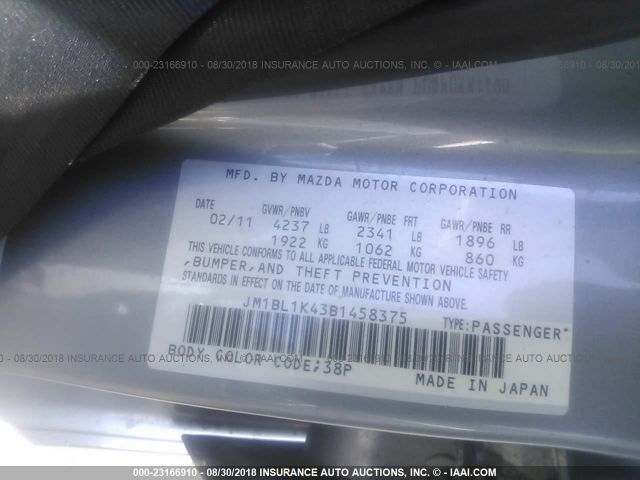 000-23166910 - 08/30/2018 INSURANCE AUTO AUCTIONS, INC. - IAAI.COM
MFD. BY MAZDA MOTOR CORPORATION
DATE GVWR/PNBV GAWR/PNBE FRT GAWR/PNBE RR
02/11 4237 LB 2341 LB 1896 LB
1922 KG 1062 KG 860 KG
THIS VEHICLE CONFORMS TO ALL APPLICABLE FEDERAL MOTOR VEHICLE SAFETY
,BUMPER,AND THEFT PREVENTION
STANDARDS IN EFFECT ON THE DATE OF MANUFACTURE SHOWN ABOVE.
JM1BL1K43B1458375 TYPE:PASSENGER*
BODY COLOR CODE;38P
MADE IN JAPAN
000-23166910 - 08/30/2018 INSURANCE AUTO AUCTIONS, INC. - IAAI.COM